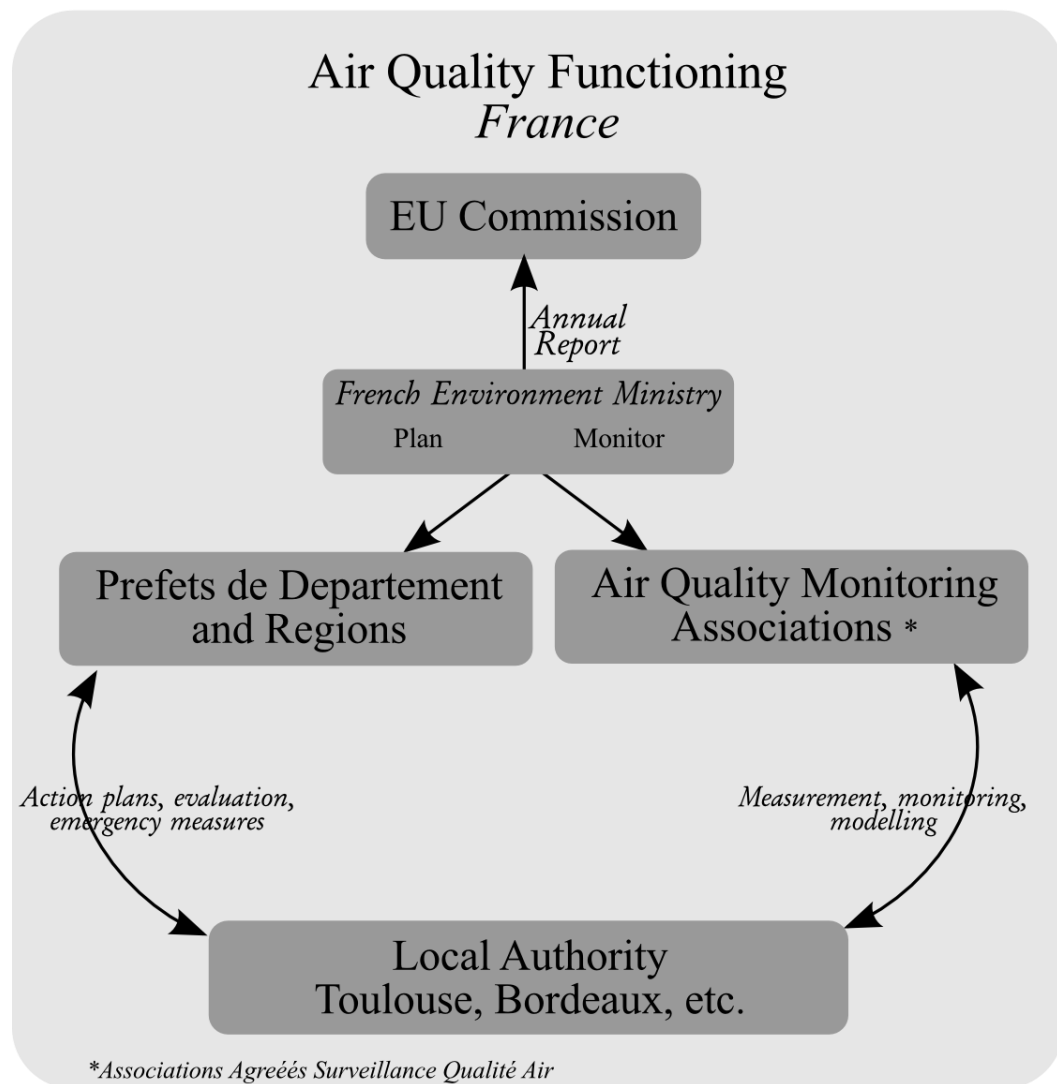 Air Quality Functioning
France
EU Commission
Annual
Report
French Environment Ministry
Plan Monitor
Prefets de Departement
and Regions
Air Quality Monitoring
Associations *
Action plans, evaluation,
emergency measures
Measurement, monitoring,
modelling
Local Authority
Toulouse, Bordeaux, etc.
*Associations Agreéés Surveillance Qualité Air